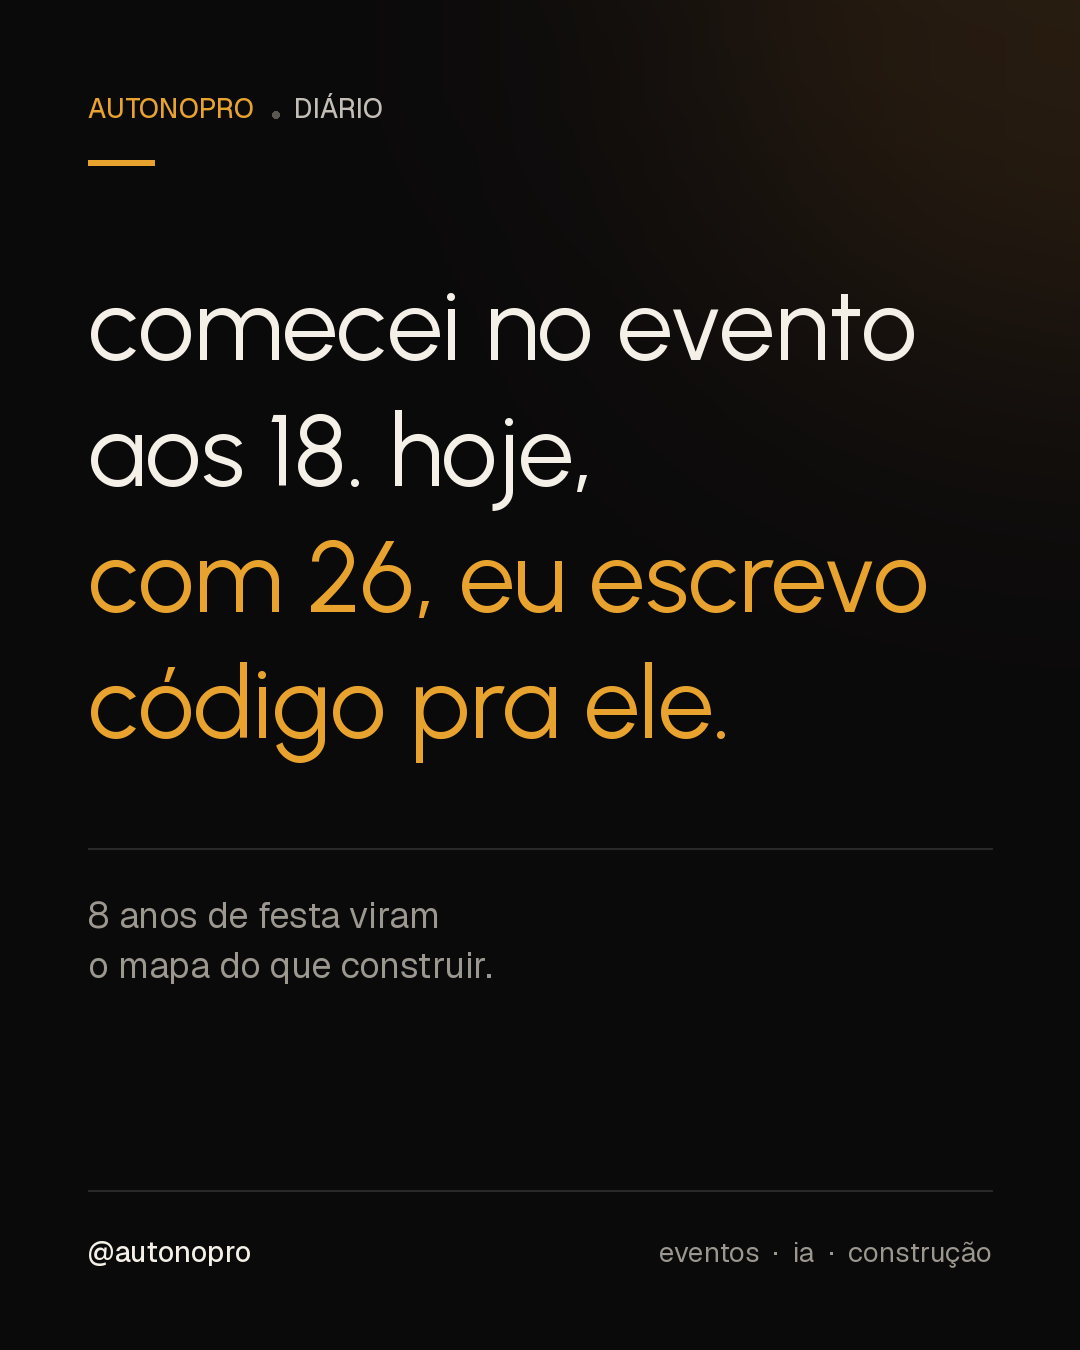 AUTONOPRO . DIÁRIO
comecei no evento
aos 18. hoje,
com 26, eu escrevo
código pra ele.
8 anos de festa viram
o mapa do que construir.
@autonopro
eventos · ia · construção